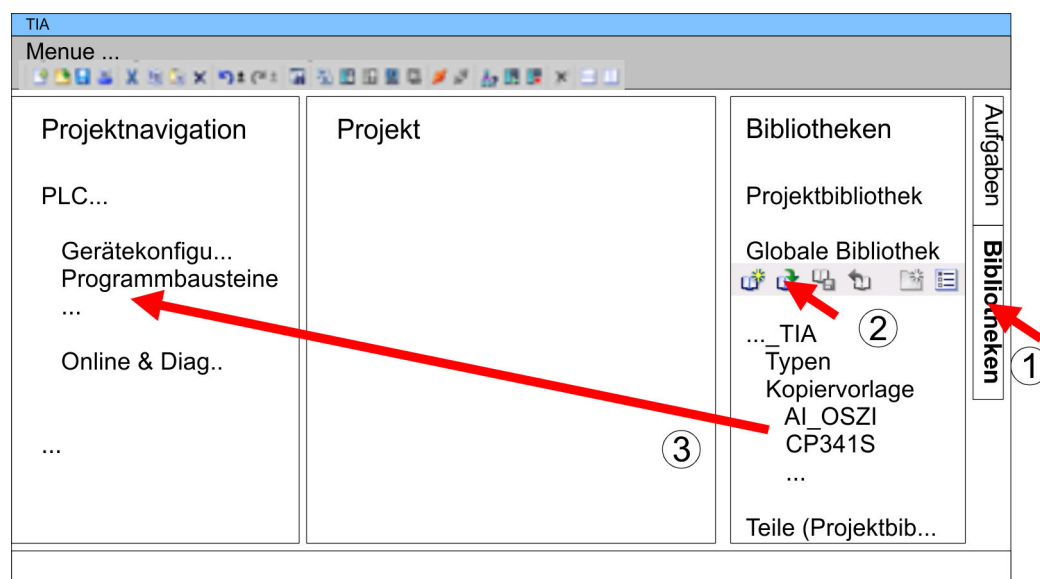 TIA
Menue ...
Projektnavigation
PLC...
Gerätekonfigu...
Programmbausteine
...
Online & Diag..
...
Projekt
③
Bibliotheken
Projektbibliothek
Globale Bibliothek
②
..._TIA
Typen
Kopiervorlage
AI_OSZI
CP341S
...
Teile (Projektbib...
Aufgaben
Bibliotheken
①